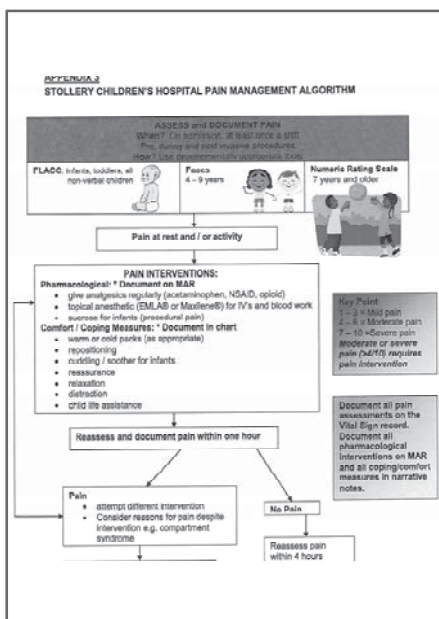 APPENDIX 3
STOLLERY CHILDREN'S HOSPITAL PAIN MANAGEMENT ALGORITHM
ASSESS and DOCUMENT PAIN
When? On admission, at least once a shift
Pre, during and post invasive procedures.
How? Use developmentally appropriate tools
FLACC: Infants, toddlers, all
non-verbal children
Faces
4 – 9 years
Numeric Rating Scale
7 years and older
Pain at rest and / or activity
PAIN INTERVENTIONS:
Pharmacological: * Document on MAR
• give analgesics regularly (acetaminophen, NSAID, opioid)
• topical anesthetic (EMLA® or Maxilene®) for IV's and blood work
- sucrose for infants (procedural pain)
Comfort / Coping Measures: * Document in chart
- warm or cold packs (as appropriate)
• repositioning
• cuddling / soother for infants
• reassurance
• relaxation
• distraction
• child life assistance
Key Point
1 – 3 = Mild pain
4 – 6 = Moderate pain
7 – 10 =Severe pain
Moderate or severe
pain (≥4/10) requires
pain intervention
Reassess and document pain within one hour
Document all pain
assessments on the
Vital Sign record.
Document all
pharmacological
interventions on MAR
and all coping/comfort
measures in narrative
notes.
Pain
• attempt different intervention
- Consider reasons for pain despite
intervention e.g. compartment
syndrome
No Pain
Reassess pain
within 4 hours